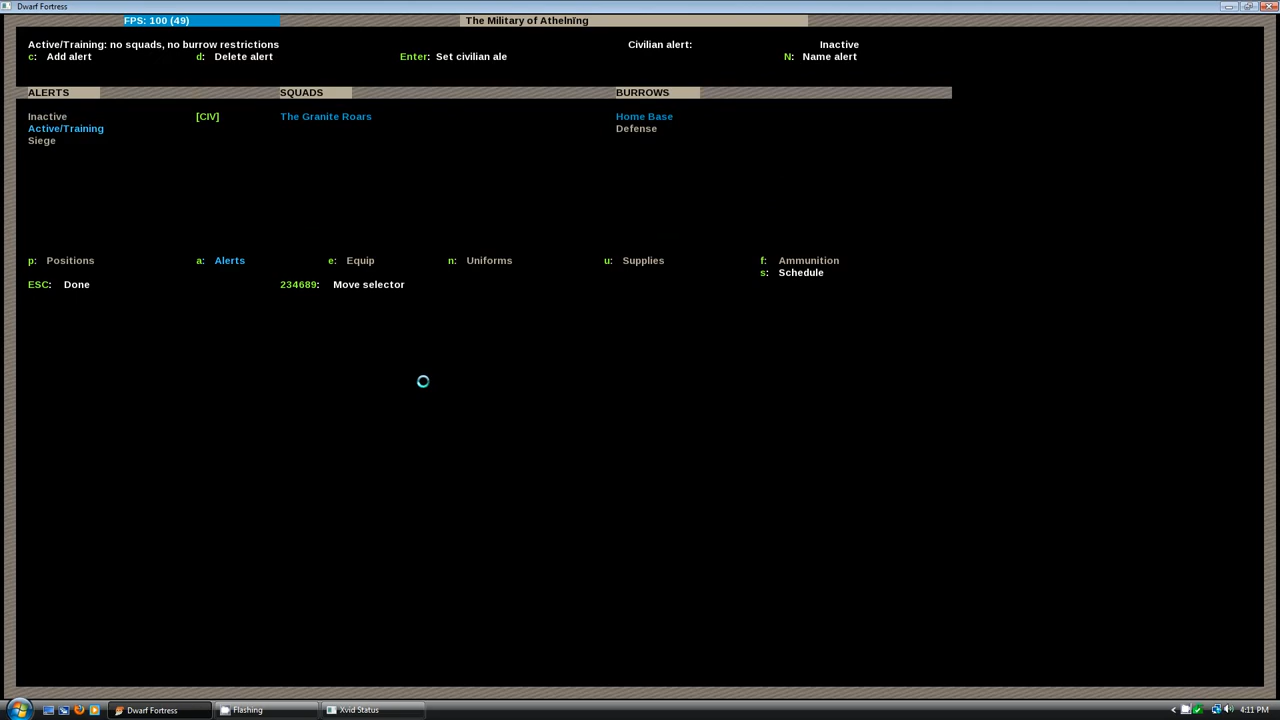 Dwarf Fortress
FPS: 100 (49)
The Military of Athelnïng
Active/Training: no squads, no burrow restrictions
Civilian alert: Inactive
c: Add alert d: Delete alert Enter: Set civilian ale N: Name alert
ALERTS SQUADS BURROWS
Inactive [CIV] The Granite Roars Home Base
Active/Training Defense
Siege
p: Positions a: Alerts e: Equip n: Uniforms u: Supplies f: Ammunition
s: Schedule
ESC: Done 234689: Move selector
Dwarf Fortress Flashing Xvid Status 4:11 PM